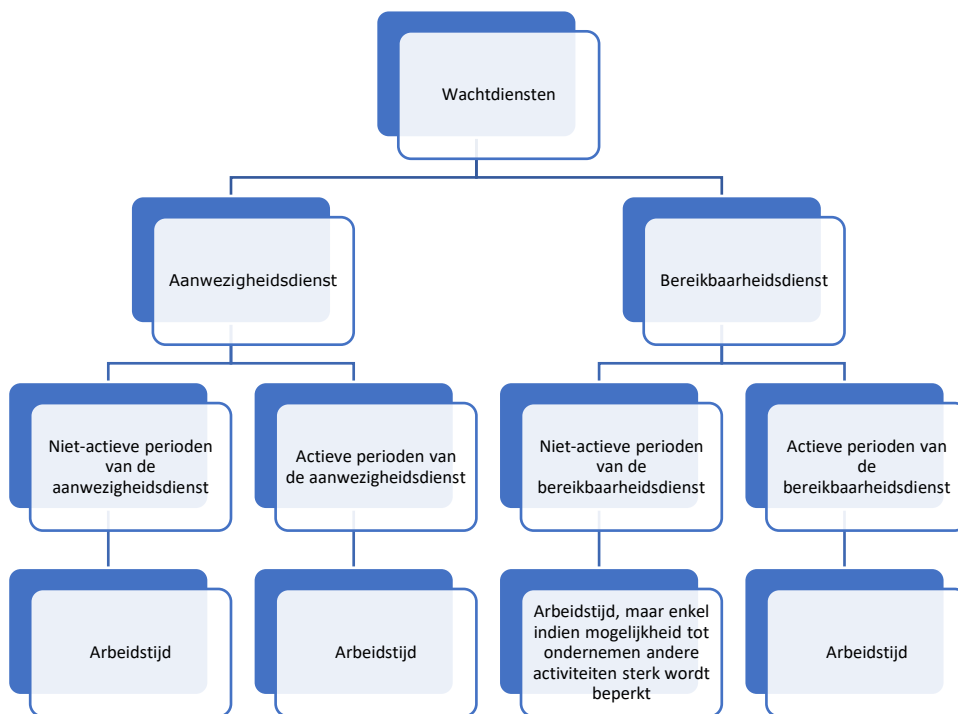 Wachtdiensten
Aanwezigheidsdienst
Bereikbaarheidsdienst
Niet-actieve perioden
van de
aanwezigheidsdienst
Actieve perioden van
de aanwezigheidsdienst
Niet-actieve perioden
van de
bereikbaarheidsdienst
Actieve perioden van
de
bereikbaarheidsdienst
Arbeidstijd
Arbeidstijd
Arbeidstijd, maar enkel
indien mogelijkheid tot
ondernemen andere
activiteiten sterk wordt
beperkt
Arbeidstijd